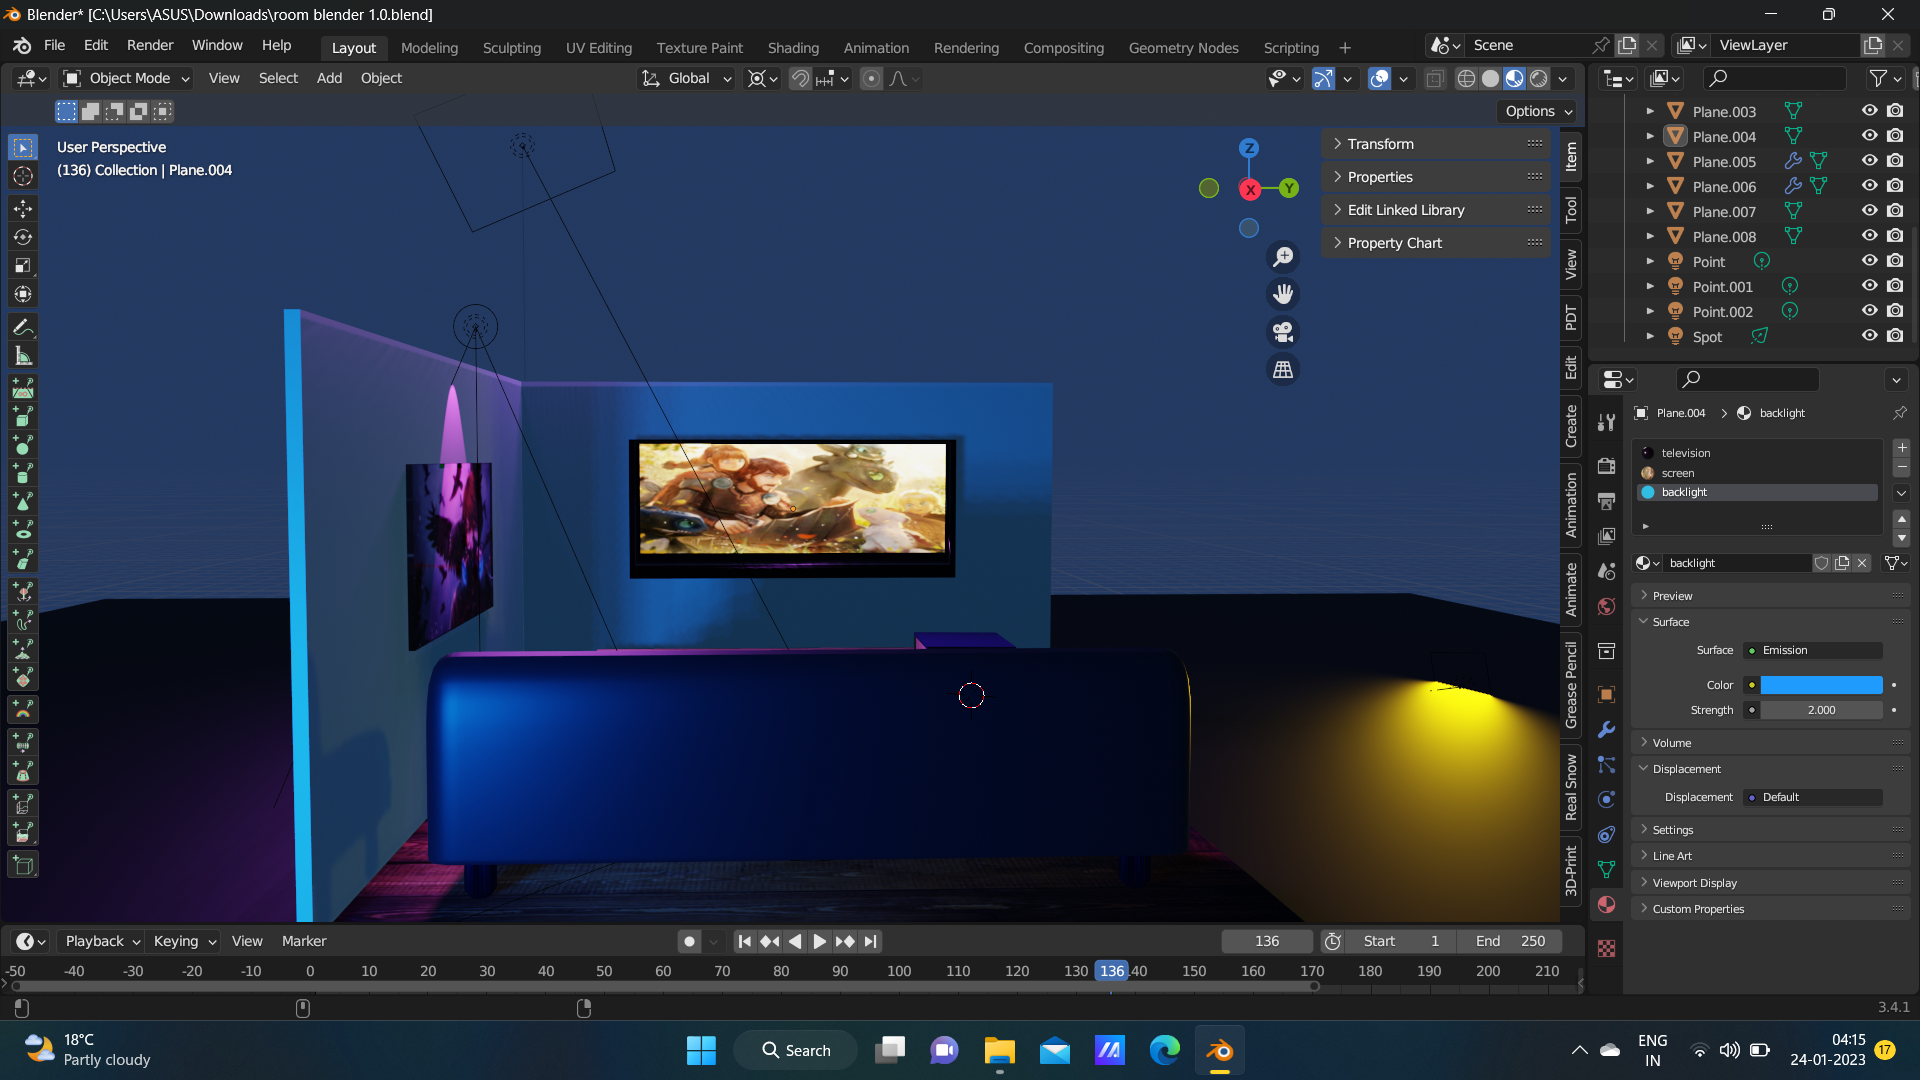 Blender* [C:\Users\ASUS\Downloads\room blender 1.0.blend]
File Edit Render Window Help
Layout Modeling Sculpting UV Editing Texture Paint Shading Animation Rendering Compositing Geometry Nodes Scripting +
Scene
ViewLayer
Object Mode View Select Add Object
Global
Options
User Perspective
(136) Collection | Plane.004
Z
X
Y
Transform
Properties
Edit Linked Library
Property Chart
Item
Tool
View
PDT
Edit
Create
Animation
Animate
Grease Pencil
Real Snow
3D-Print
Plane.003
Plane.004
Plane.005
Plane.006
Plane.007
Plane.008
Point
Point.001
Point.002
Spot
Plane.004 > backlight
television
screen
backlight
backlight
Preview
Surface
Surface Emission
Color
Strength 2.000
Volume
Displacement
Displacement Default
Settings
Line Art
Viewport Display
Custom Properties
Playback Keying View Marker
136
Start 1
End 250
-50 -40 -30 -20 -10 0 10 20 30 40 50 60 70 80 90 100 110 120 130 136 40 150 160 170 180 190 200 210
3.4.1
18°C
Partly cloudy
Search
ENG
IN
04:15
24-01-2023
17